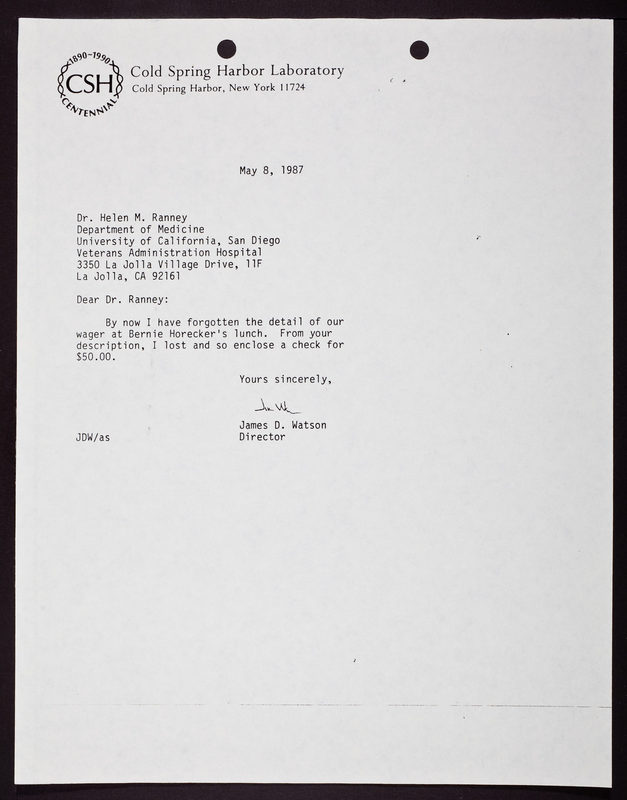 1890-1990
CSH
CENTENNIAL
Cold Spring Harbor Laboratory
Cold Spring Harbor, New York 11724
May 8, 1987
Dr. Helen M. Ranney
Department of Medicine
University of California, San Diego
Veterans Administration Hospital
3350 La Jolla Village Drive, 11F
La Jolla, CA 92161
Dear Dr. Ranney:
By now I have forgotten the detail of our
wager at Bernie Horecker's lunch. From your
description, I lost and so enclose a check for
$50.00.
Yours sincerely,
James D. Watson
JDW/as Director